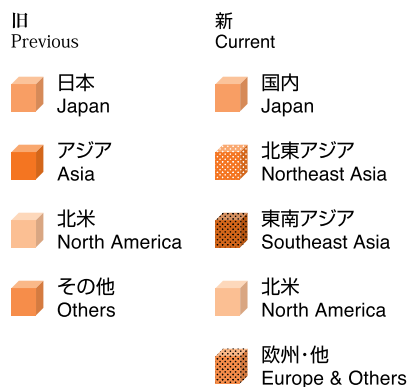 旧
Previous
日本
Japan
アジア
Asia
北米
North America
その他
Others
新
Current
国内
Japan
北東アジア
Northeast Asia
東南アジア
Southeast Asia
北米
North America
欧州・他
Europe & Others